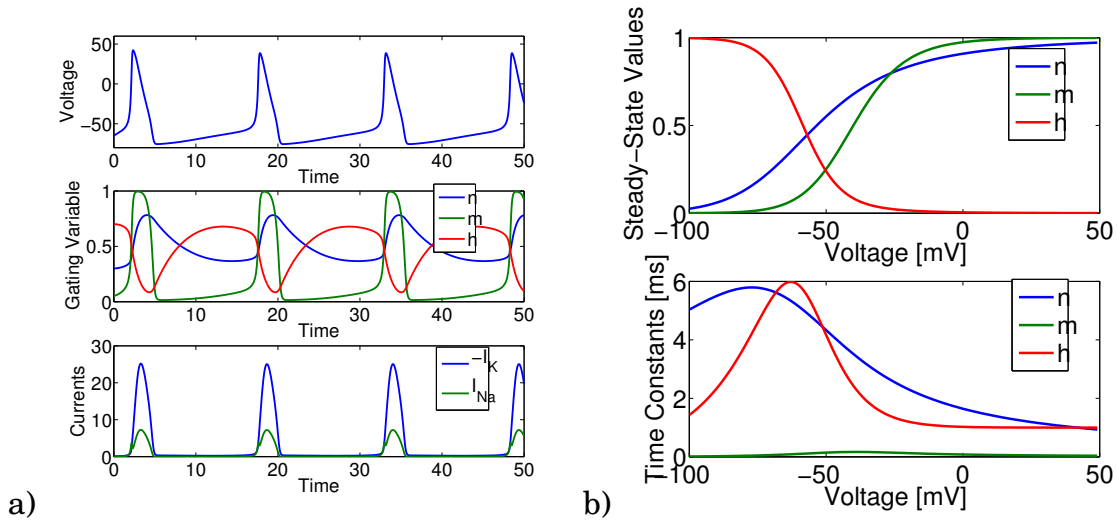 50
0
−50
Voltage
0 10 20 30 40 50
Time
1
0.5
0
Gating Variable
n
m
h
0 10 20 30 40 50
Time
30
20
10
0
Currents
−I_K
I_Na
0 10 20 30 40 50
Time
a)
1
0.5
0
Steady−State Values
n
m
h
−100 −50 0 50
Voltage [mV]
6
4
2
0
Time Constants [ms]
n
m
h
−100 −50 0 50
Voltage [mV]
b)